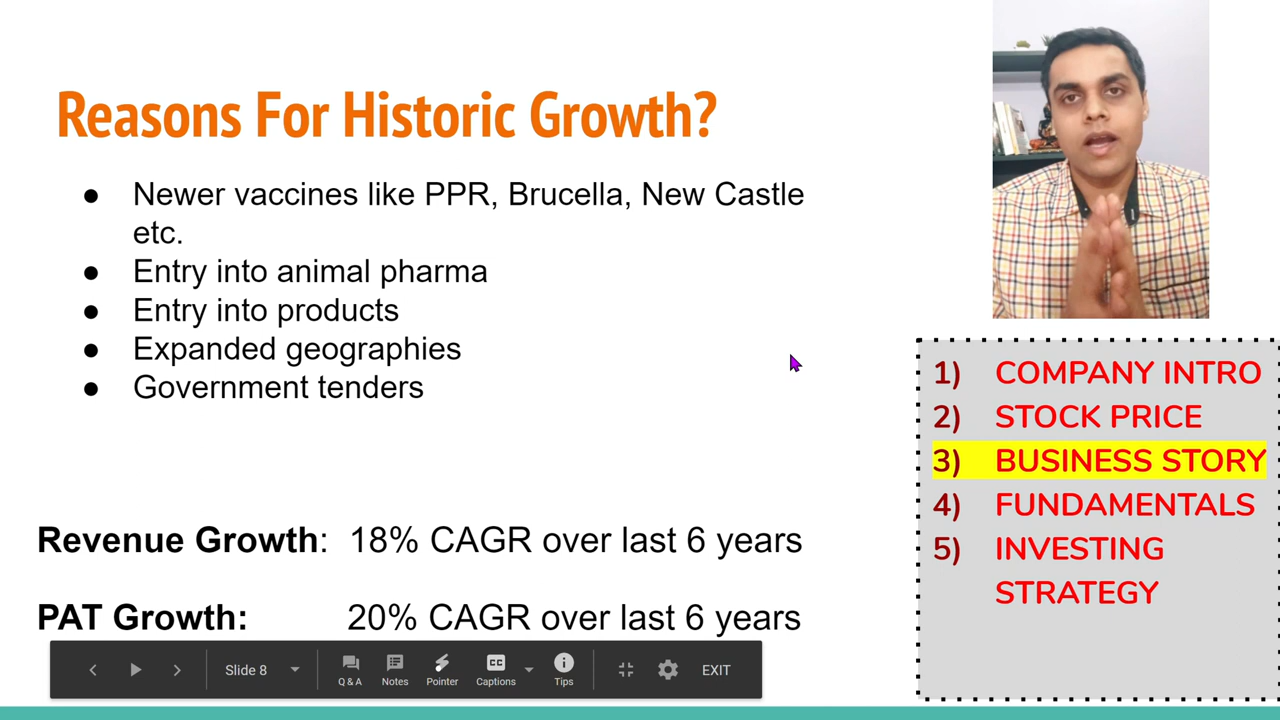 Reasons For Historic Growth?
● Newer vaccines like PPR, Brucella, New Castle
etc.
● Entry into animal pharma
● Entry into products
● Expanded geographies
● Government tenders
Revenue Growth: 18% CAGR over last 6 years
PAT Growth: 20% CAGR over last 6 years
Slide 8
Q & A
Notes
Pointer
CC
Captions
Tips
EXIT
1) COMPANY INTRO
2) STOCK PRICE
3) BUSINESS STORY
4) FUNDAMENTALS
5) INVESTING
STRATEGY